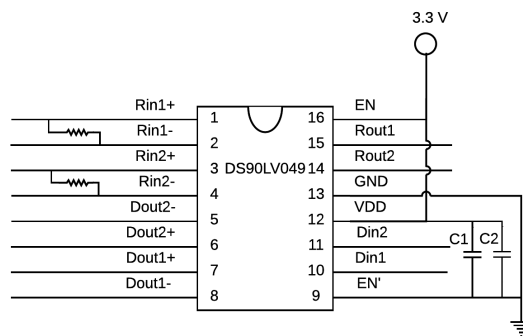 3.3 V
Rin1+ 1 16 EN
Rin1- 2 15 Rout1
Rin2+ 3 DS90LV049 14 Rout2
Rin2- 4 13 GND
Dout2- 5 12 VDD
Dout2+ 6 11 Din2 C1 C2
Dout1+ 7 10 Din1
Dout1- 8 9 EN'